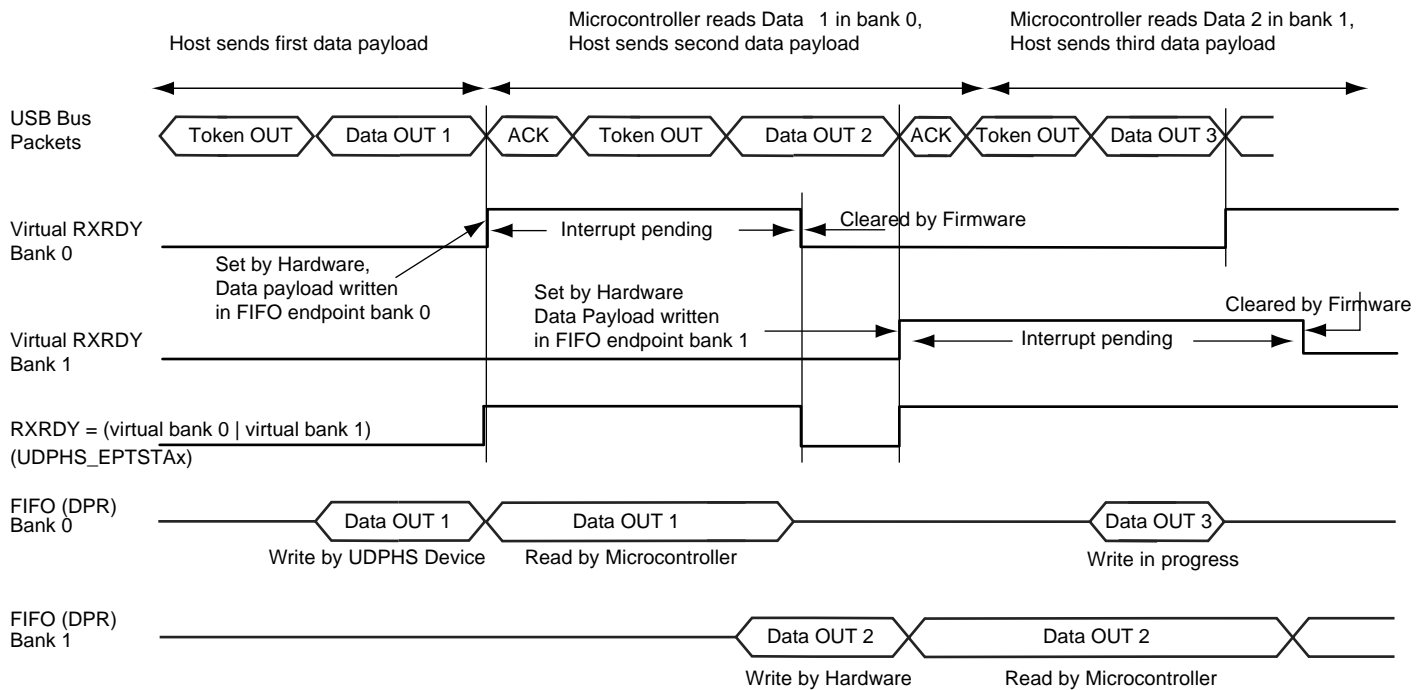 Host sends first data payload
Microcontroller reads Data 1 in bank 0,
Host sends second data payload
Microcontroller reads Data 2 in bank 1,
Host sends third data payload
USB Bus
Packets
Token OUT
Data OUT 1
ACK
Token OUT
Data OUT 2
ACK
Token OUT
Data OUT 3
Virtual RXRDY
Bank 0
Interrupt pending
Cleared by Firmware
Set by Hardware,
Data payload written
in FIFO endpoint bank 0
Set by Hardware
Data Payload written
in FIFO endpoint bank 1
Cleared by Firmware
Virtual RXRDY
Bank 1
Interrupt pending
RXRDY = (virtual bank 0 | virtual bank 1)
(UDPHS_EPTSTAx)
FIFO (DPR)
Bank 0
Data OUT 1
Data OUT 1
Data OUT 3
Write by UDPHS Device
Read by Microcontroller
Write in progress
FIFO (DPR)
Bank 1
Data OUT 2
Data OUT 2
Write by Hardware
Read by Microcontroller